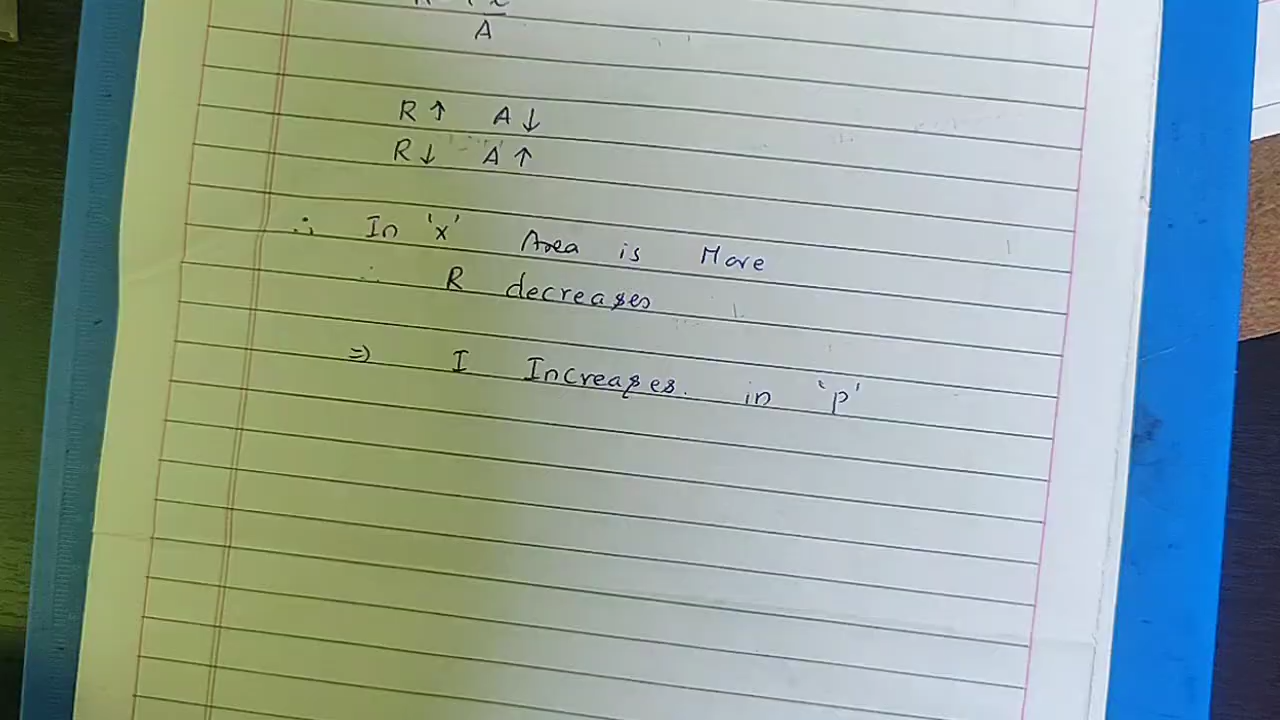 A
R ↑ A ↓
R ↓ A ↑
∴ In 'x' Area is More
∴ R decreases
⇒ I Increases. in 'p'